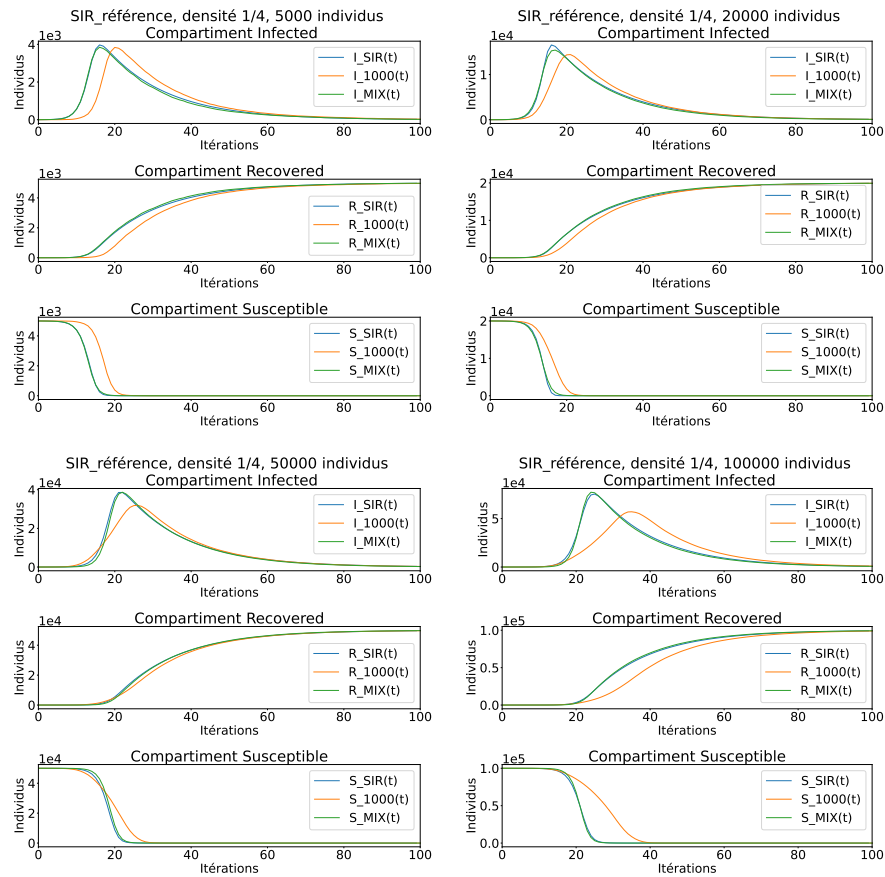 SIR_référence, densité 1/4, 5000 individus
Compartiment Infected
1e3
Individus
4
2
0
I_SIR(t)
I_1000(t)
I_MIX(t)
0 20 40 60 80 100
Itérations
Compartiment Recovered
1e3
Individus
4
2
0
R_SIR(t)
R_1000(t)
R_MIX(t)
0 20 40 60 80 100
Itérations
Compartiment Susceptible
1e3
Individus
4
2
0
S_SIR(t)
S_1000(t)
S_MIX(t)
0 20 40 60 80 100
Itérations
SIR_référence, densité 1/4, 20000 individus
Compartiment Infected
1e4
Individus
1
0
I_SIR(t)
I_1000(t)
I_MIX(t)
0 20 40 60 80 100
Itérations
Compartiment Recovered
1e4
Individus
2
1
0
R_SIR(t)
R_1000(t)
R_MIX(t)
0 20 40 60 80 100
Itérations
Compartiment Susceptible
1e4
Individus
2
1
0
S_SIR(t)
S_1000(t)
S_MIX(t)
0 20 40 60 80 100
Itérations
SIR_référence, densité 1/4, 50000 individus
Compartiment Infected
1e4
Individus
4
2
0
I_SIR(t)
I_1000(t)
I_MIX(t)
0 20 40 60 80 100
Itérations
Compartiment Recovered
1e4
Individus
4
2
0
R_SIR(t)
R_1000(t)
R_MIX(t)
0 20 40 60 80 100
Itérations
Compartiment Susceptible
1e4
Individus
4
2
0
S_SIR(t)
S_1000(t)
S_MIX(t)
0 20 40 60 80 100
Itérations
SIR_référence, densité 1/4, 100000 individus
Compartiment Infected
1e4
Individus
5
0
I_SIR(t)
I_1000(t)
I_MIX(t)
0 20 40 60 80 100
Itérations
Compartiment Recovered
1e5
Individus
1.0
0.5
0.0
R_SIR(t)
R_1000(t)
R_MIX(t)
0 20 40 60 80 100
Itérations
Compartiment Susceptible
1e5
Individus
1.0
0.5
0.0
S_SIR(t)
S_1000(t)
S_MIX(t)
0 20 40 60 80 100
Itérations